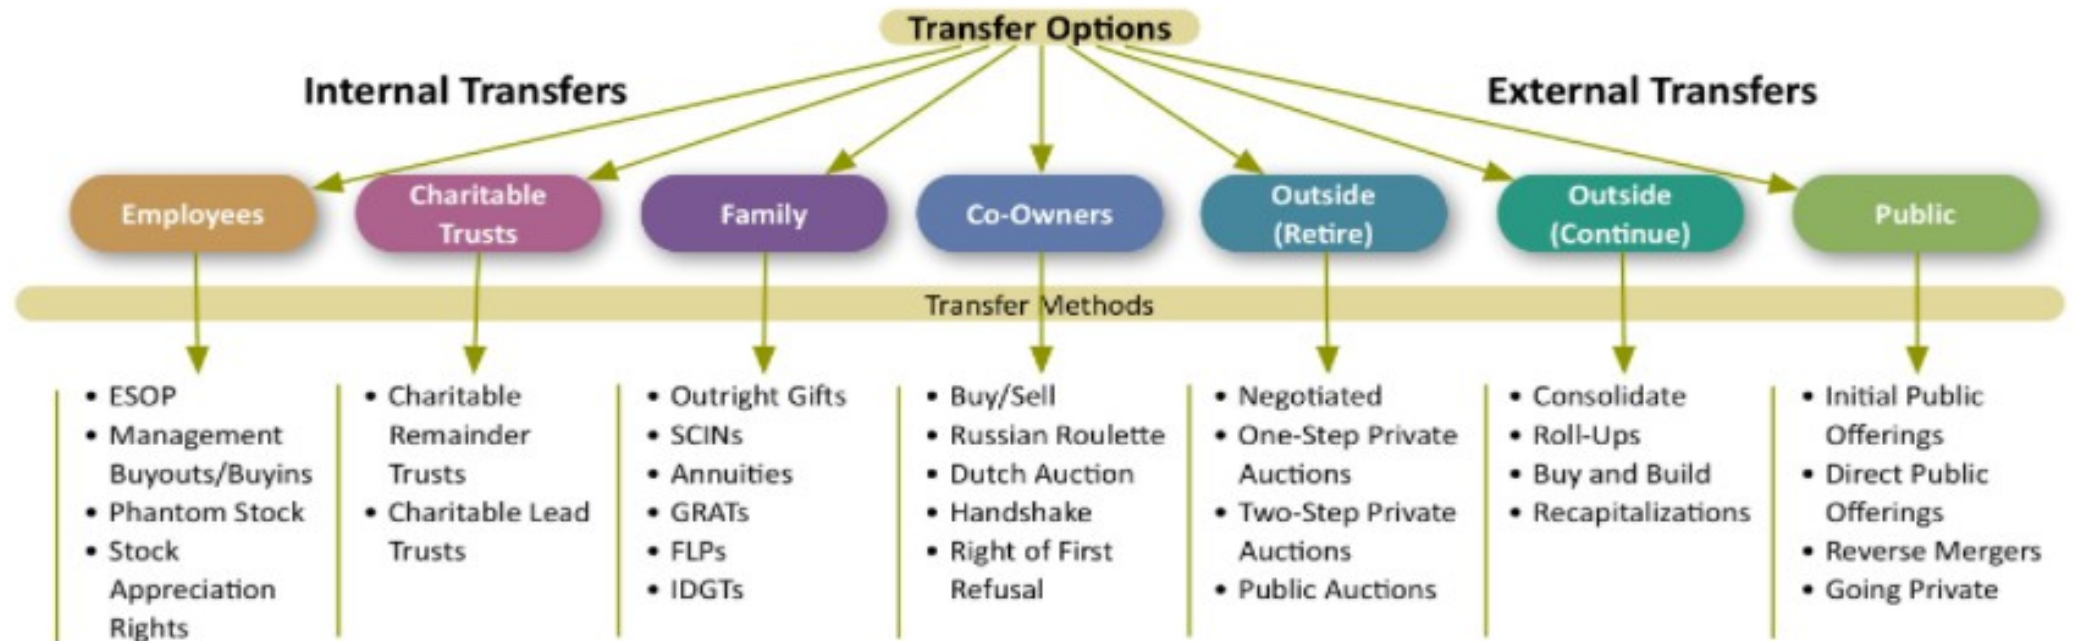 Transfer Options
Internal Transfers
External Transfers
Employees
Charitable
Trusts
Family
Co-Owners
Outside
(Retire)
Outside
(Continue)
Public
Transfer Methods
• ESOP
• Management
Buyouts/Buyins
• Phantom Stock
• Stock
Appreciation
Rights
• Charitable
Remainder
Trusts
• Charitable Lead
Trusts
• Outright Gifts
• SCINs
• Annuities
• GRATs
• FLPs
• IDGTs
• Buy/Sell
• Russian Roulette
• Dutch Auction
• Handshake
• Right of First
Refusal
• Negotiated
• One-Step Private
Auctions
• Two-Step Private
Auctions
• Public Auctions
• Consolidate
• Roll-Ups
• Buy and Build
• Recapitalizations
• Initial Public
Offerings
• Direct Public
Offerings
• Reverse Mergers
• Going Private